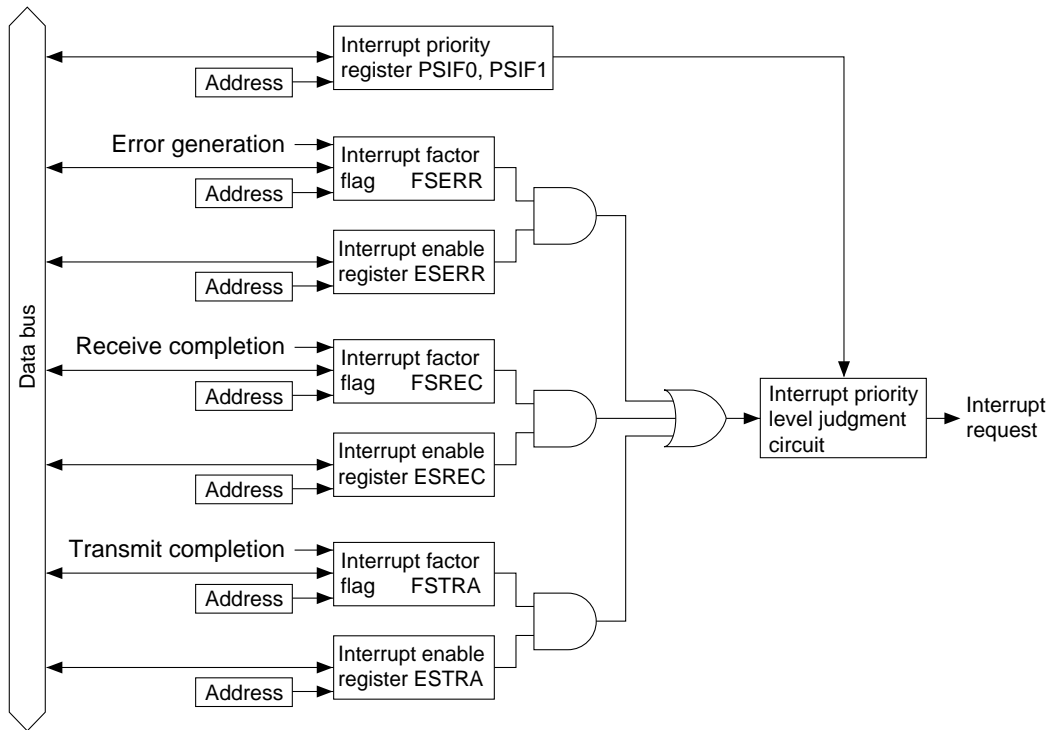 Data bus
Interrupt priority
register PSIF0, PSIF1
Address
Error generation
Interrupt factor
flag FSERR
Address
Interrupt enable
register ESERR
Address
Receive completion
Interrupt factor
flag FSREC
Address
Interrupt enable
register ESREC
Address
Transmit completion
Interrupt factor
flag FSTRA
Address
Interrupt enable
register ESTRA
Address
Interrupt priority
level judgment
circuit
Interrupt
request